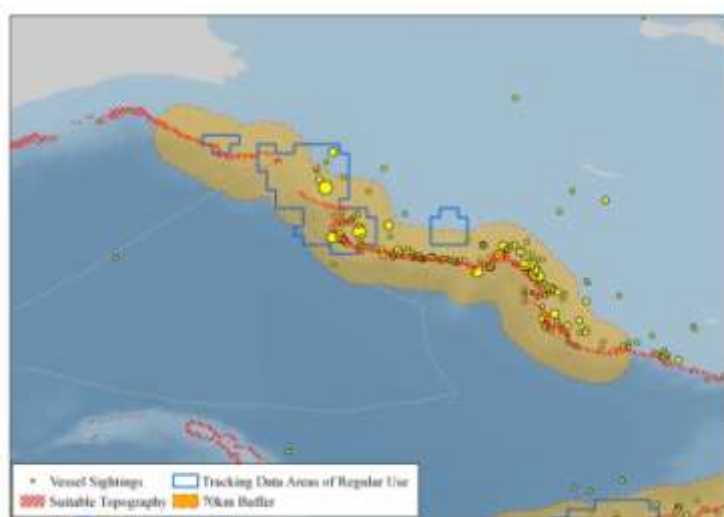 Vessel Sightings
Tracking Data Areas of Regular Use
Suitable Topography
70km Buffer